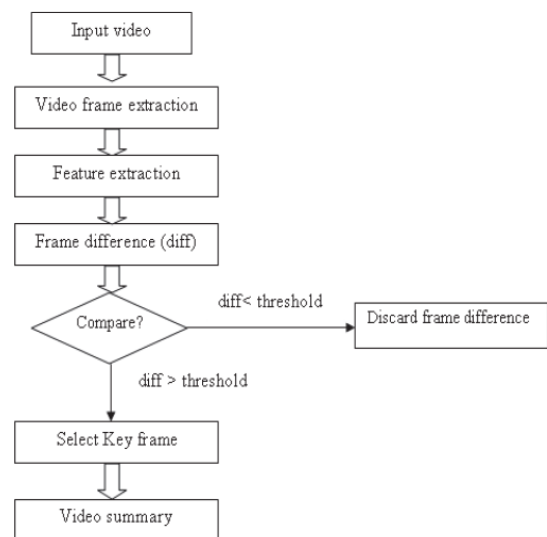 Input video
Video frame extraction
Feature extraction
Frame difference (diff)
Compare?
diff< threshold
Discard frame difference
diff > threshold
Select Key frame
Video summary